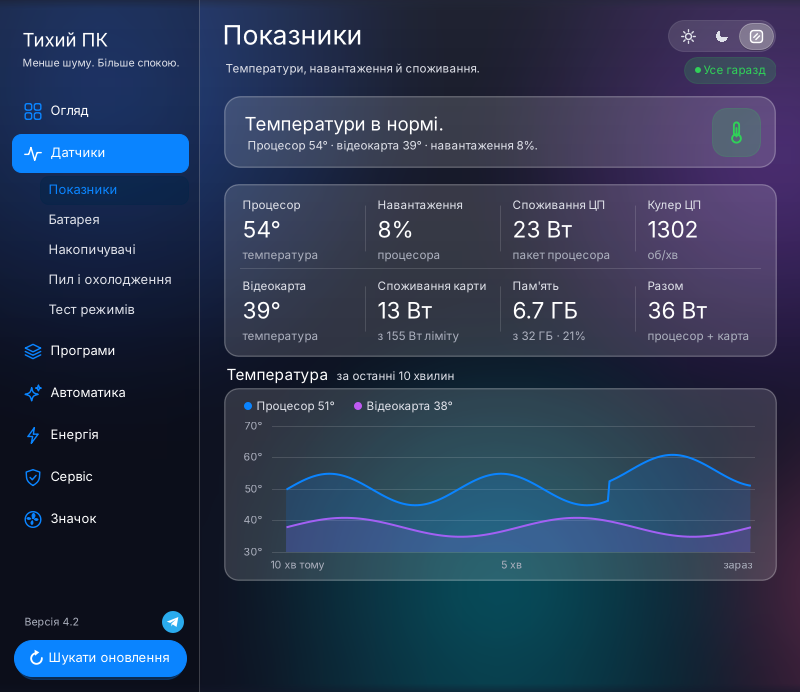 Тихий ПК
Менше шуму. Більше спокою.
Огляд
Датчики
Показники
Батарея
Накопичувачі
Пил і охолодження
Тест режимів
Програми
Автоматика
Енергія
Сервіс
Значок
Версія 4.2
Шукати оновлення
Показники
Температури, навантаження й споживання.
Усе гаразд
Температури в нормі.
Процесор 54° · відеокарта 39° · навантаження 8%.
Процесор
54°
температура
Навантаження
8%
процесора
Споживання ЦП
23 Вт
пакет процесора
Кулер ЦП
1302
об/хв
Відеокарта
39°
температура
Споживання карти
13 Вт
з 155 Вт ліміту
Пам'ять
6.7 ГБ
з 32 ГБ · 21%
Разом
36 Вт
процесор + карта
Температура за останні 10 хвилин
Процесор 51° Відеокарта 38°
70°
60°
50°
40°
30°
10 хв тому 5 хв зараз